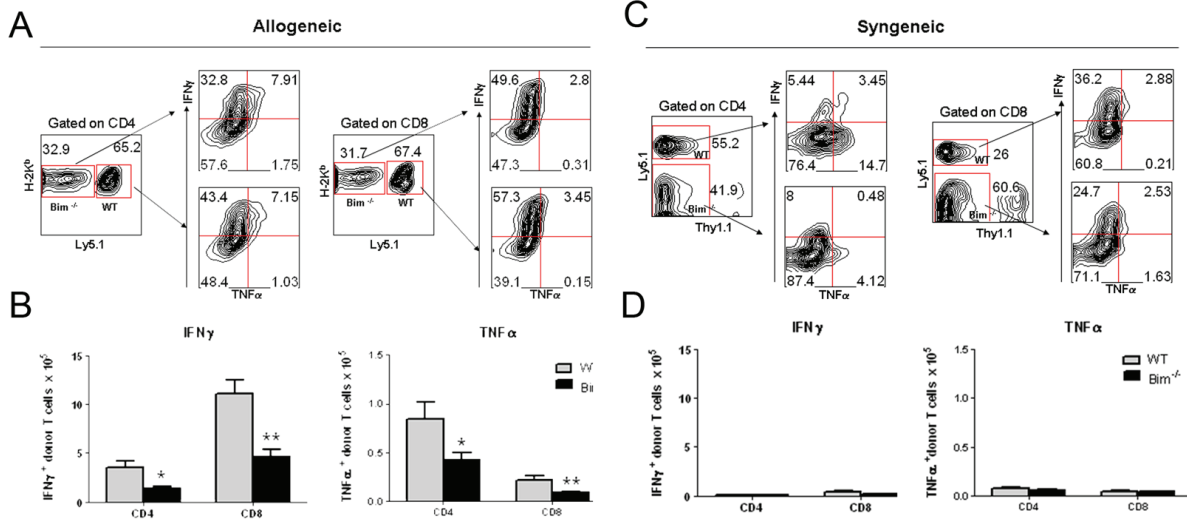 A
Allogeneic
Gated on CD4
32.9 65.2
H-2Kᵇ
Bim -/- WT
Ly5.1
IFNγ
32.8 7.91
57.6 1.75
43.4 7.15
48.4 1.03
TNFα
Gated on CD8
31.7 67.4
H-2Kᵇ
Bim -/- WT
Ly5.1
IFNγ
49.6 2.8
47.3 0.31
57.3 3.45
39.1 0.15
TNFα
B
IFNγ
IFNγ+ donor T cells x 10⁵
15
10
5
0
* **
CD4 CD8
TNFα
TNFα+ donor T cells x 10⁵
1.5
1.0
0.5
0.0
* **
CD4 CD8
Bi
C
Syngeneic
Gated on CD4
Ly5.1
55.2
WT
41.9
Bim -/-
Thy1.1
IFNγ
5.44 3.45
76.4 14.7
8 0.48
87.4 4.12
TNFα
Gated on CD8
Ly5.1
WT 26
60.6
Bim -/-
Thy1.1
IFNγ
36.2 2.88
60.8 0.21
24.7 2.53
71.1 1.63
TNFα
D
IFNγ
IFNγ+ donor T cells x 10⁵
15
10
5
0
CD4 CD8
TNFα
TNFα+donor T cells x 10⁵
1.5
1.0
0.5
0.0
CD4 CD8
WT
Bim-/-